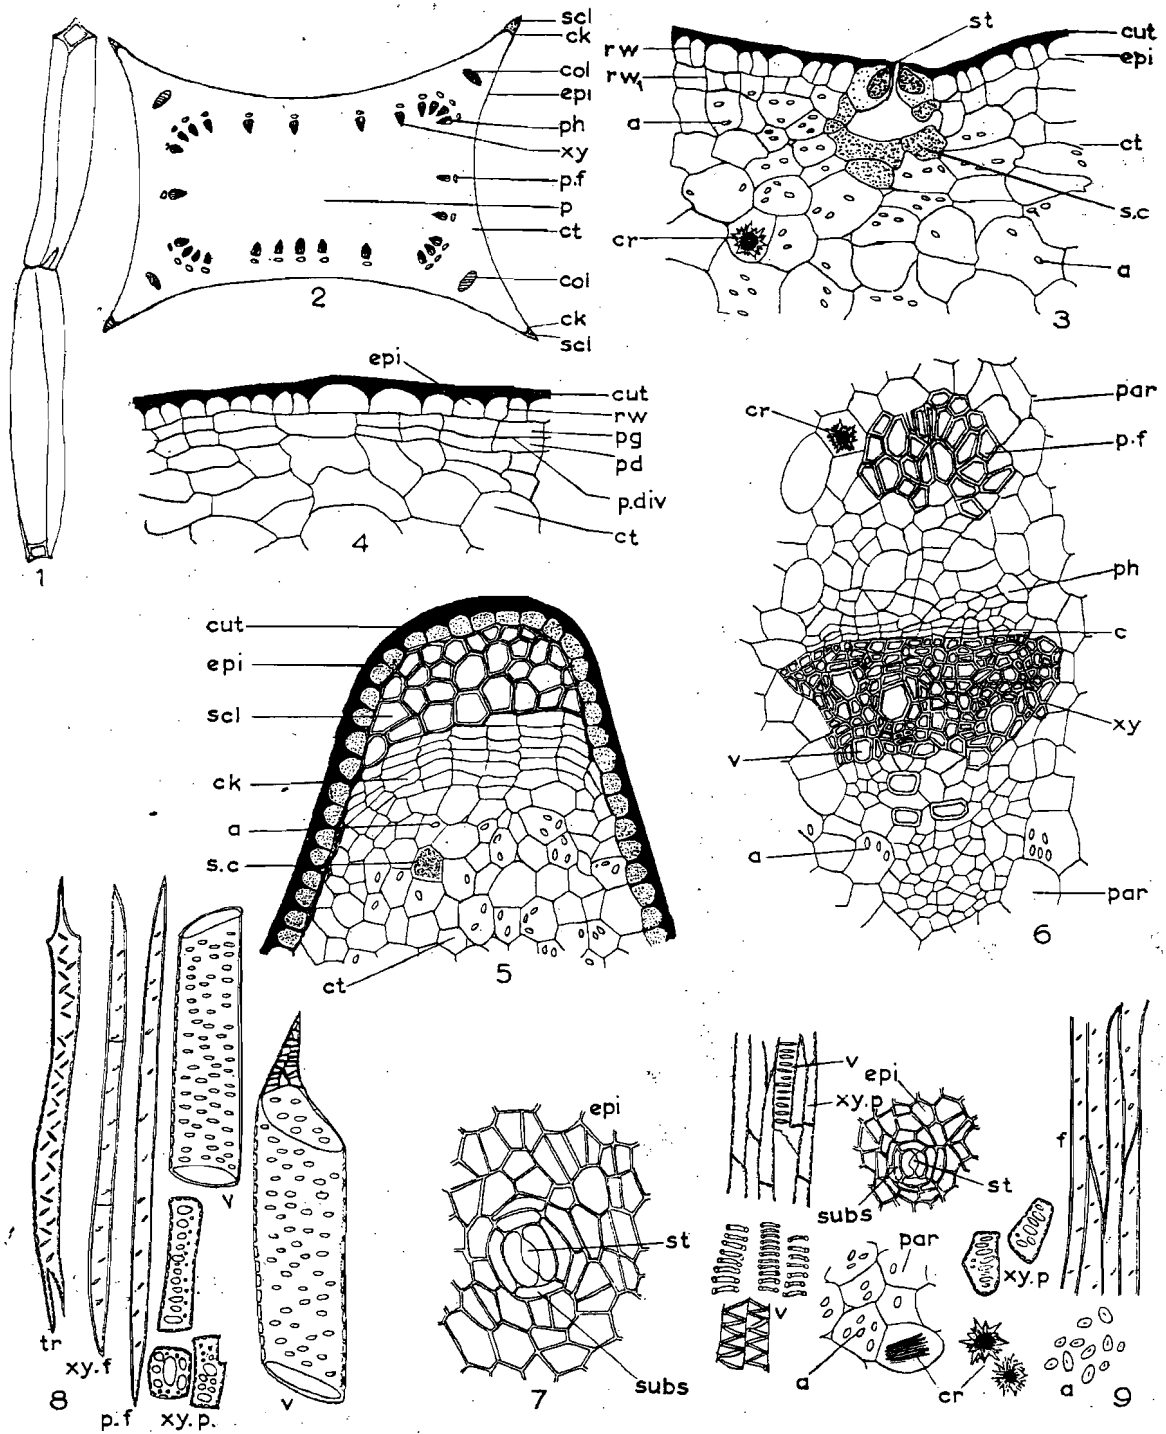 1
scl
ck
col
epi
ph
xy
p.f
p
ct
col
ck
scl
2
st
rw
rw1
a
cr
cut
epi
ct
s.c
a
3
epi
cut
rw
pg
pd
p.div
ct
4
cut
epi
scl
ck
a
s.c
ct
5
cr
par
p.f
ph
c
xy
v
a
par
6
epi
st
subs
7
tr
xy.f
p.f
v
xy.p.
v
8
v
xy.p
epi
st
subs
f
par
xy.p
v
a
cr
a
9